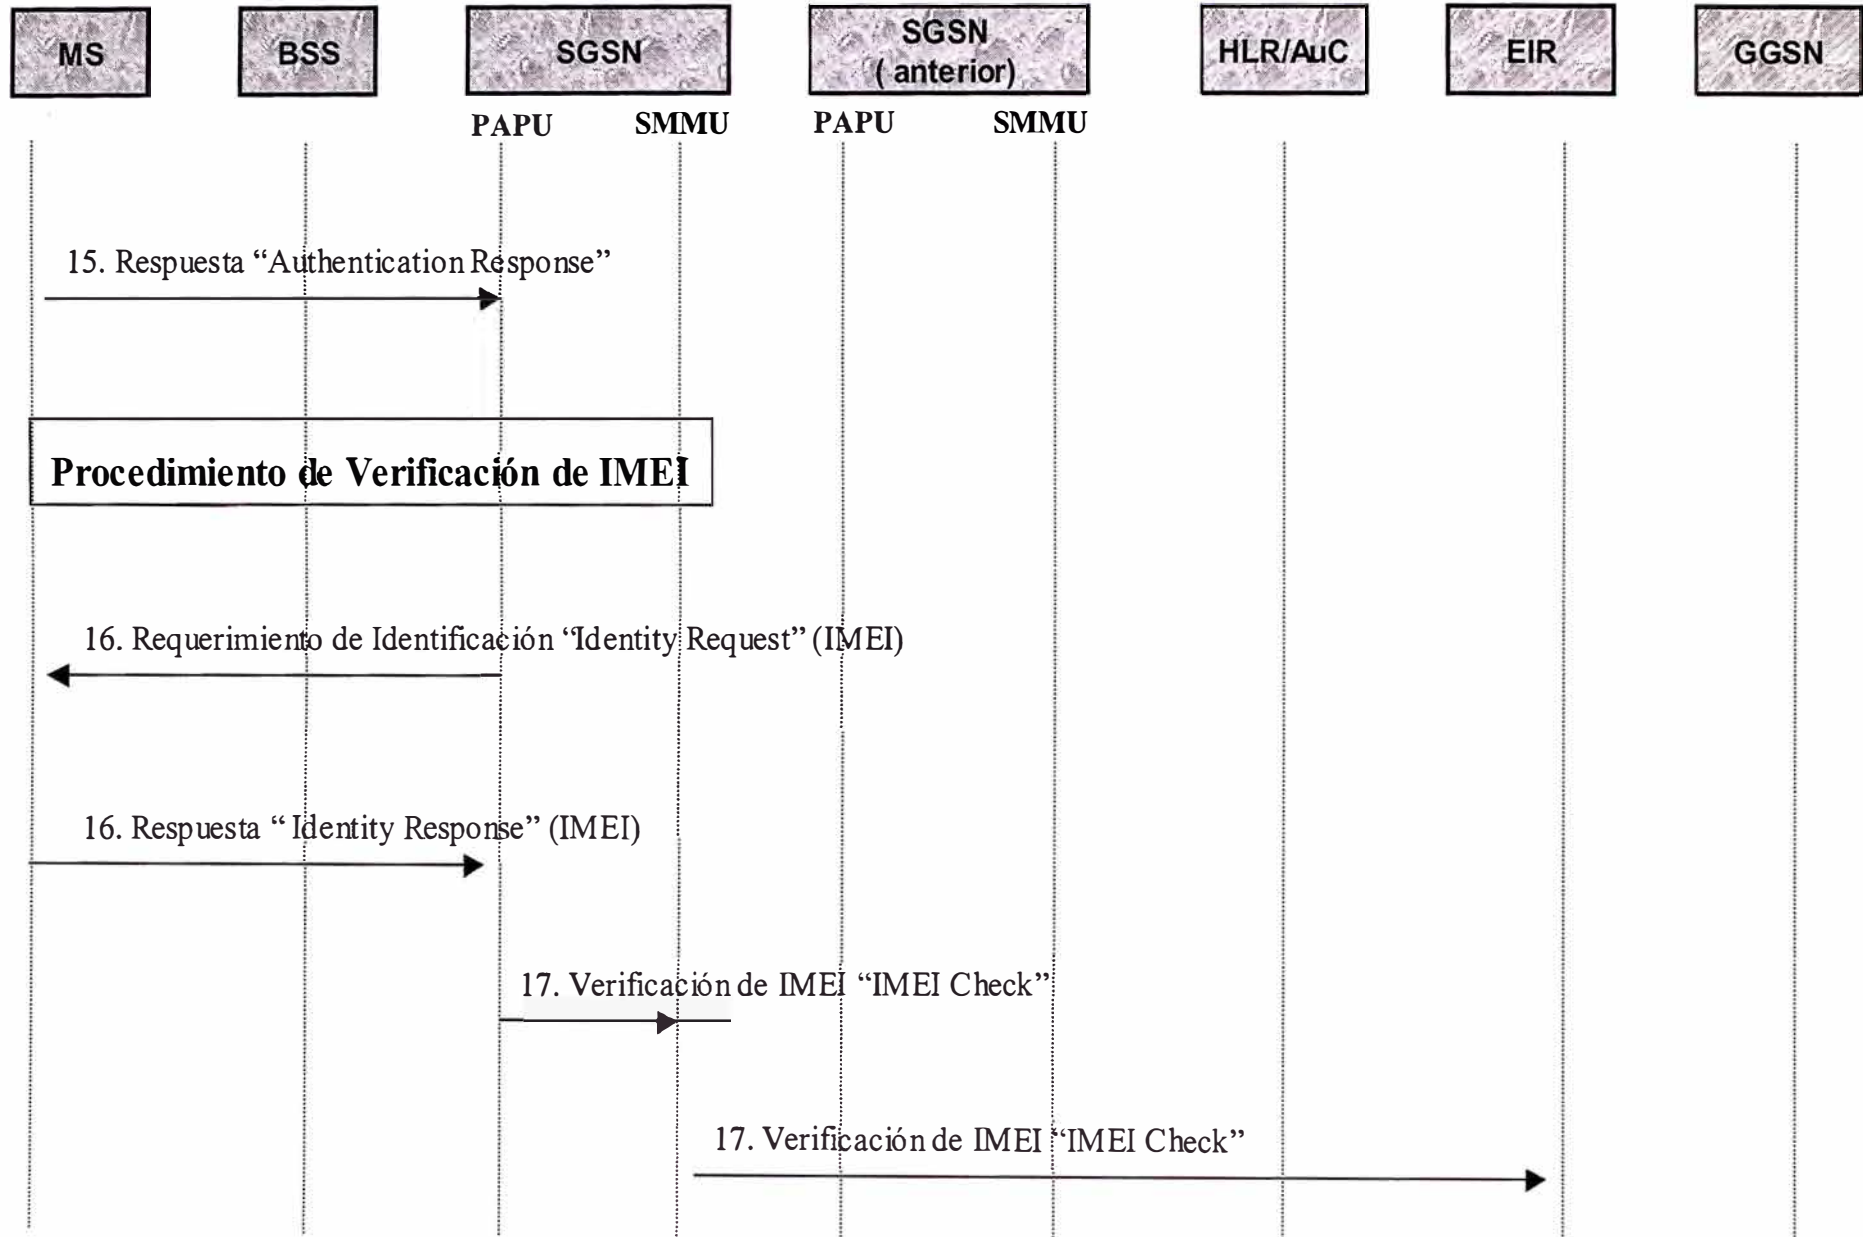 MS
BSS
SGSN
SGSN
( anterior)
HLR/AuC
EIR
GGSN
PAPU
SMMU
PAPU
SMMU
15. Respuesta “Authentication Response”
Procedimiento de Verificación de IMEI
16. Requerimiento de Identificación “Identity Request” (IMEI)
16. Respuesta “ Identity Response” (IMEI)
17. Verificación de IMEI “IMEI Check”
17. Verificación de IMEI “IMEI Check”